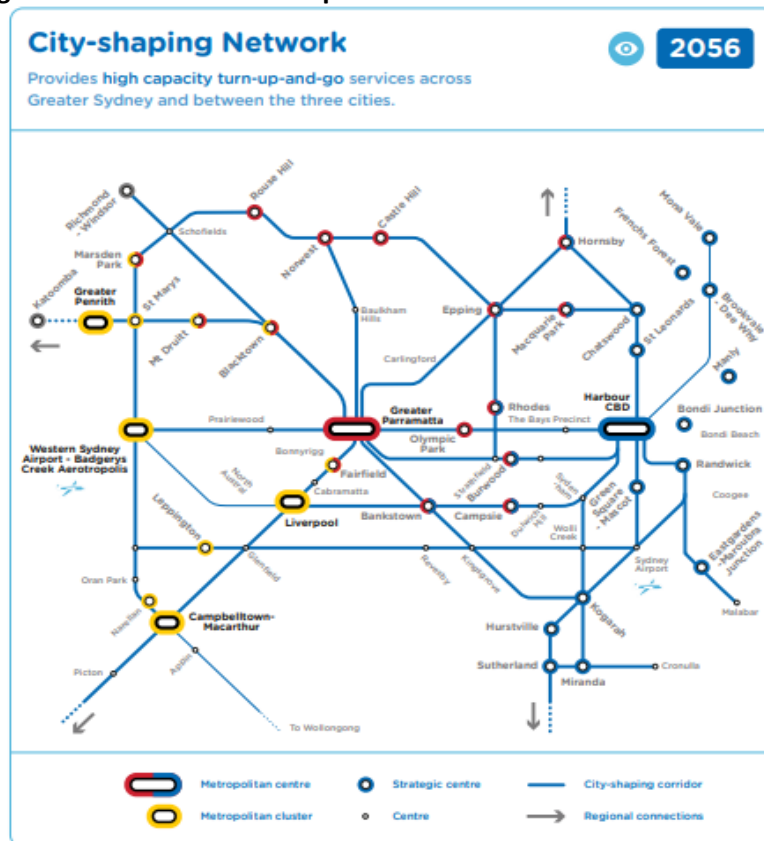 City-shaping Network
2056
Provides high capacity turn-up-and-go services across
Greater Sydney and between the three cities.
Richmond
- Windsor
Rouse Hill
Schofields
Norwest
Castle Hill
Hornsby
Frenchs Forest
Mona Vale
Marsden
Park
Katoomba
Greater
Penrith
St Marys
Mt Druitt
Blacktown
Baulkham
Hills
Epping
Macquarie
Park
Chatswood
St Leonards
Brookvale
- Dee Why
Manly
Carlingford
Prairiewood
Greater
Parramatta
Olympic
Park
Rhodes
The Bays Precinct
Harbour
CBD
Bondi Junction
Bondi Beach
Western Sydney
Airport - Badgerys
Creek Aerotropolis
Bonnyrigg
Fairfield
Cabramatta
North
Austral
Liverpool
Strathfield
Burwood
Bankstown
Campsie
Dulwich
Hill
Syden
'ham
Green
Square
- Mascot
Randwick
Coogee
Leppington
Glenfield
Revesby
Kingsgrove
Wolli
Creek
Sydney
Airport
Eastgardens
-Maroubra
Junction
Malabar
Oran Park
Narellan
Campbelltown-
Macarthur
Kogarah
Hurstville
Sutherland
Miranda
Cronulla
Picton
Appin
To Wollongong
Metropolitan centre
Strategic centre
City-shaping corridor
Metropolitan cluster
Centre
Regional connections